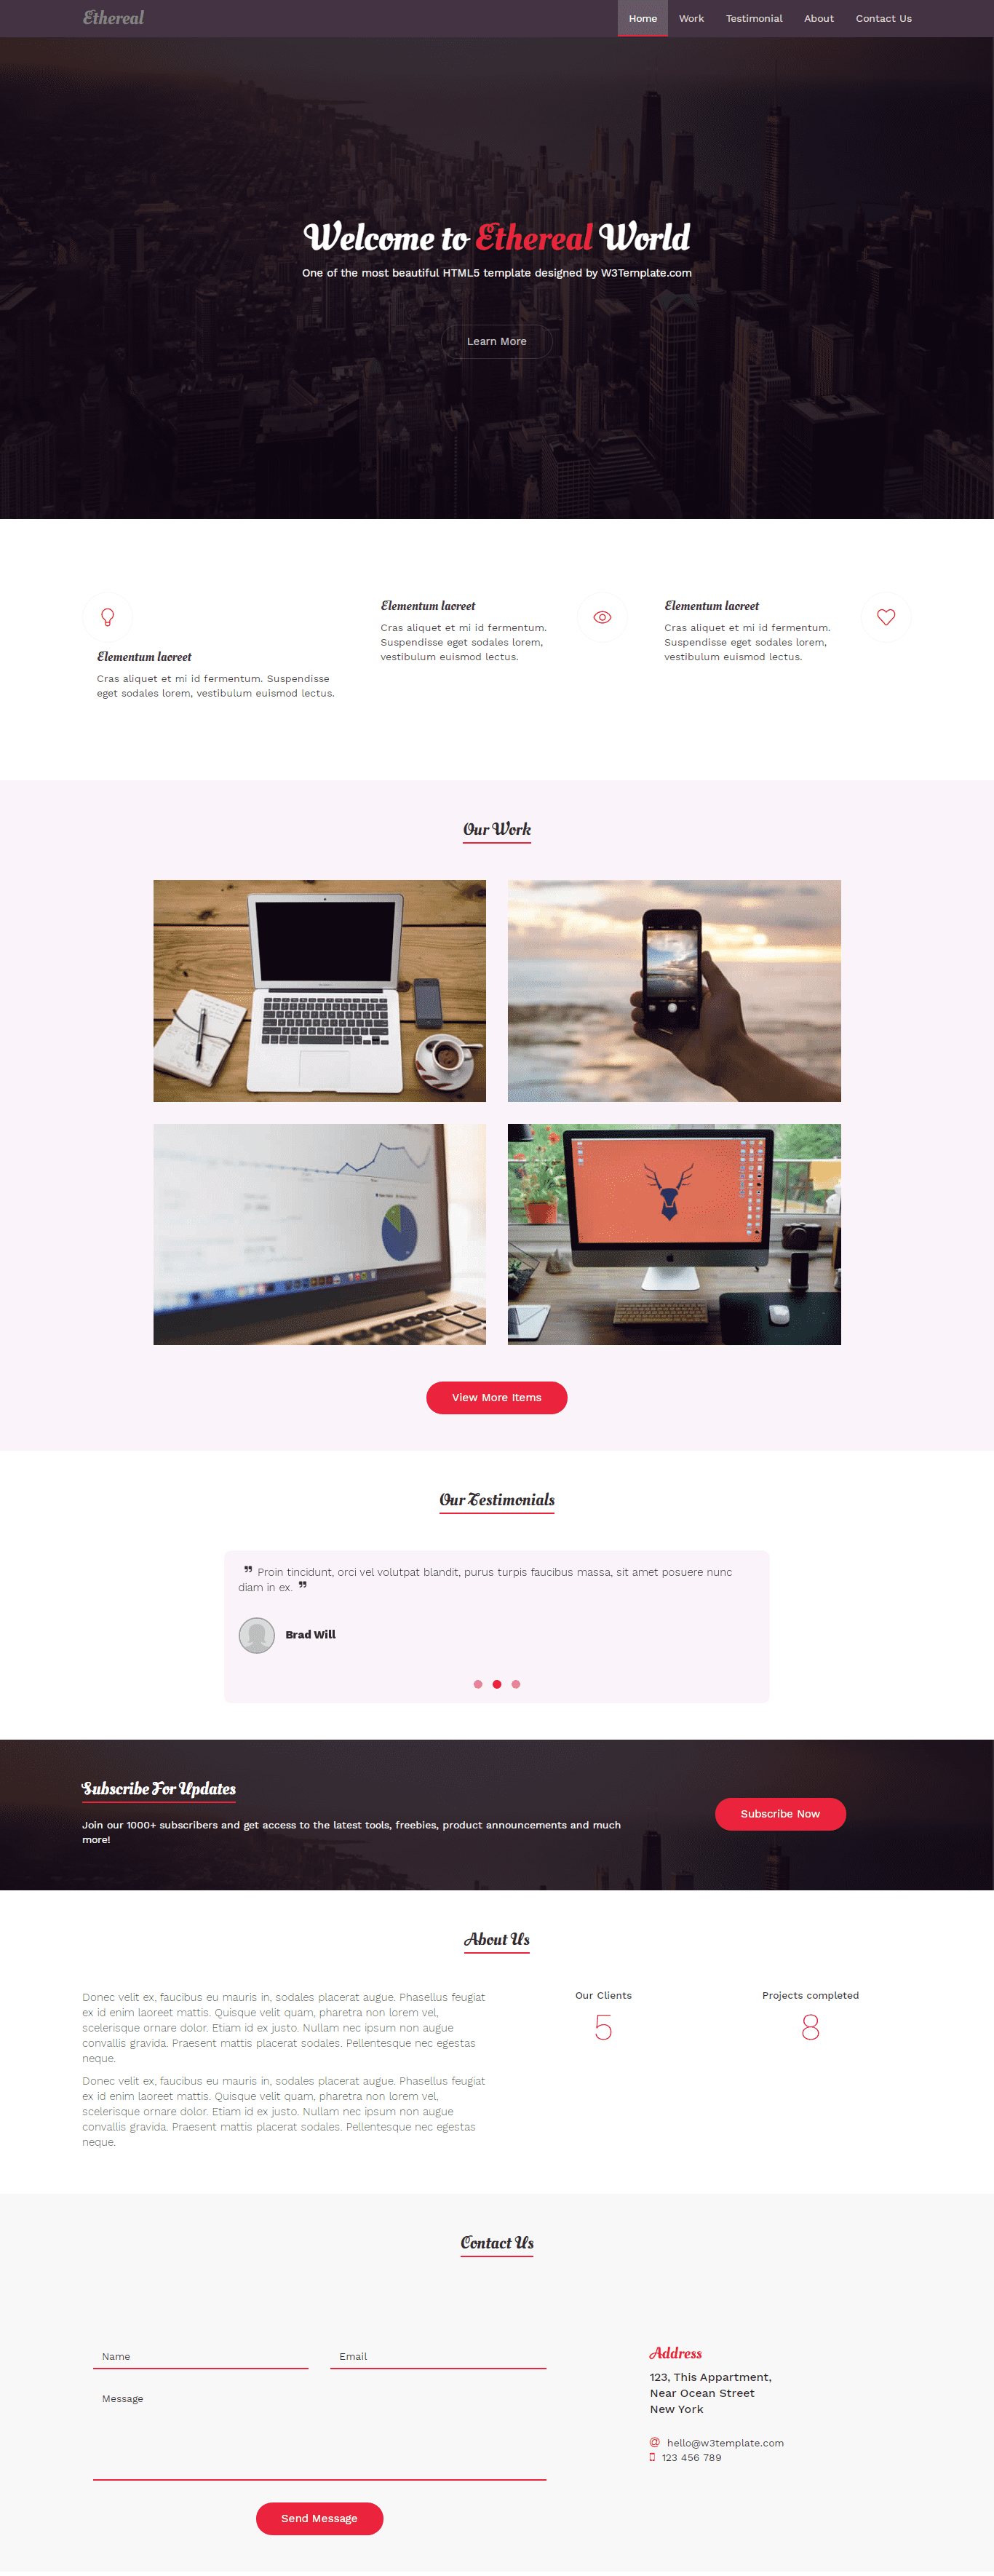 Ethereal
Home Work Testimonial About Contact Us
Welcome to Ethereal World
One of the most beautiful HTML5 template designed by W3Template.com
Learn More
Elementum laoreet
Cras aliquet et mi id fermentum. Suspendisse
eget sodales lorem, vestibulum euismod lectus.
Elementum laoreet
Cras aliquet et mi id fermentum.
Suspendisse eget sodales lorem,
vestibulum euismod lectus.
Elementum laoreet
Cras aliquet et mi id fermentum.
Suspendisse eget sodales lorem,
vestibulum euismod lectus.
Our Work
View More Items
Our Testimonials
" Proin tincidunt, orci vel volutpat blandit, purus turpis faucibus massa, sit amet posuere nunc
diam in ex. "
Brad Will
Subscribe For Updates
Join our 1000+ subscribers and get access to the latest tools, freebies, product announcements and much
more!
Subscribe Now
About Us
Donec velit ex, faucibus eu mauris in, sodales placerat augue. Phasellus feugiat
ex id enim laoreet mattis. Quisque velit quam, pharetra non lorem vel,
scelerisque ornare dolor. Etiam id ex justo. Nullam nec ipsum non augue
convallis gravida. Praesent mattis placerat sodales. Pellentesque nec egestas
neque.
Donec velit ex, faucibus eu mauris in, sodales placerat augue. Phasellus feugiat
ex id enim laoreet mattis. Quisque velit quam, pharetra non lorem vel,
scelerisque ornare dolor. Etiam id ex justo. Nullam nec ipsum non augue
convallis gravida. Praesent mattis placerat sodales. Pellentesque nec egestas
neque.
Our Clients
5
Projects completed
8
Contact Us
Name
Email
Message
Send Message
Address
123, This Appartment,
Near Ocean Street
New York
hello@w3template.com
123 456 789